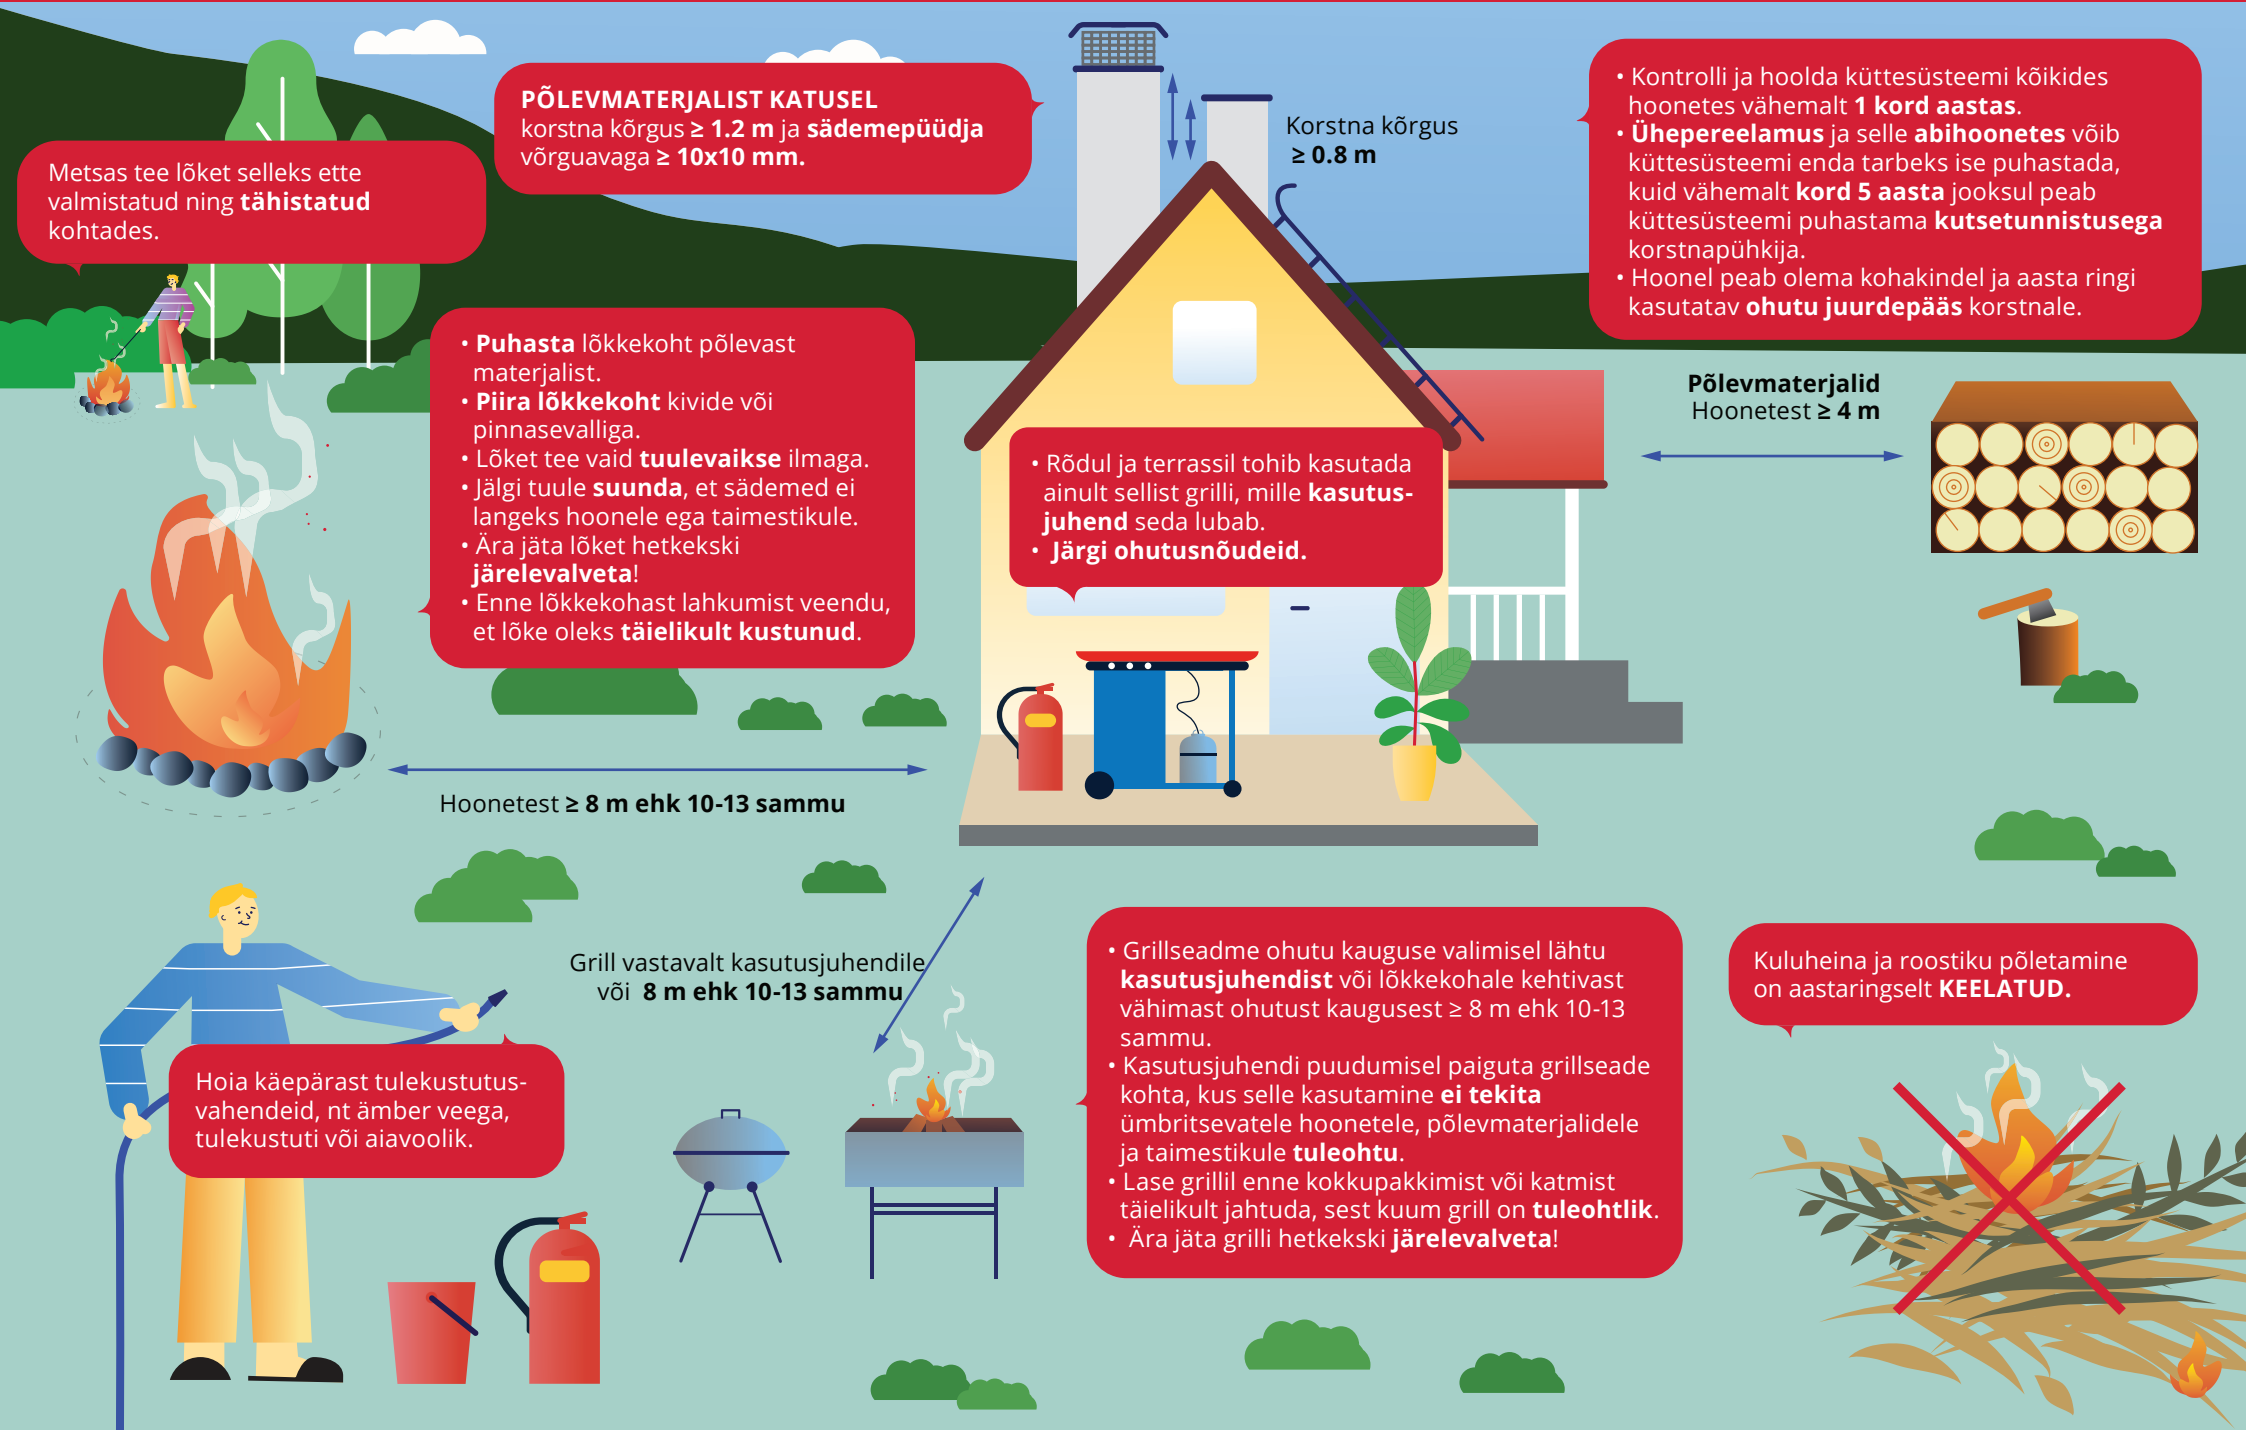 PÕLEVMATERJALIST KATUSEL
korstna kõrgus ≥ 1.2 m ja sädemepüüdja
võrguavaga ≥ 10x10 mm.
Korstna kõrgus
≥ 0.8 m
• Kontrolli ja hoolda küttesüsteemi kõikides
hoonetes vähemalt 1 kord aastas.
• Ühepereelamus ja selle abihoonetes võib
küttesüsteemi enda tarbeks ise puhastada,
kuid vähemalt kord 5 aasta jooksul peab
küttesüsteemi puhastama kutsetunnistusega
korstnapühkija.
• Hoonel peab olema kohakindel ja aasta ringi
kasutatav ohutu juurdepääs korstnale.
Metsas tee lõket selleks ette
valmistatud ning tähistatud
kohtades.
• Puhasta lõkkekoht põlevast
materjalist.
• Piira lõkkekoht kivide või
pinnasevalliga.
• Lõket tee vaid tuulevaikse ilmaga.
• Jälgi tuule suunda, et sädemed ei
langeks hoonele ega taimestikule.
• Ära jäta lõket hetkekski
järelevalveta!
• Enne lõkkekohast lahkumist veendu,
et lõke oleks täielikult kustunud.
• Rõdul ja terrassil tohib kasutada
ainult sellist grilli, mille kasutus-
juhend seda lubab.
• Järgi ohutusnõudeid.
Põlevmaterjalid
Hoonetest ≥ 4 m
Hoonetest ≥ 8 m ehk 10-13 sammu
Grill vastavalt kasutusjuhendile
või 8 m ehk 10-13 sammu
• Grillseadme ohutu kauguse valimisel lähtu
kasutusjuhendist või lõkkekohale kehtivast
vähimast ohutust kaugusest ≥ 8 m ehk 10-13
sammu.
• Kasutusjuhendi puudumisel paiguta grillseade
kohta, kus selle kasutamine ei tekita
ümbritsevatele hoonetele, põlevmaterjalidele
ja taimestikule tuleohtu.
• Lase grillil enne kokkupakkimist või katmist
täielikult jahtuda, sest kuum grill on tuleohtlik.
• Ära jäta grilli hetkekski järelevalveta!
Kuluheina ja roostiku põletamine
on aastaringselt KEELATUD.
Hoia käepärast tulekustutus-
vahendeid, nt ämber veega,
tulekustuti või aiavoolik.